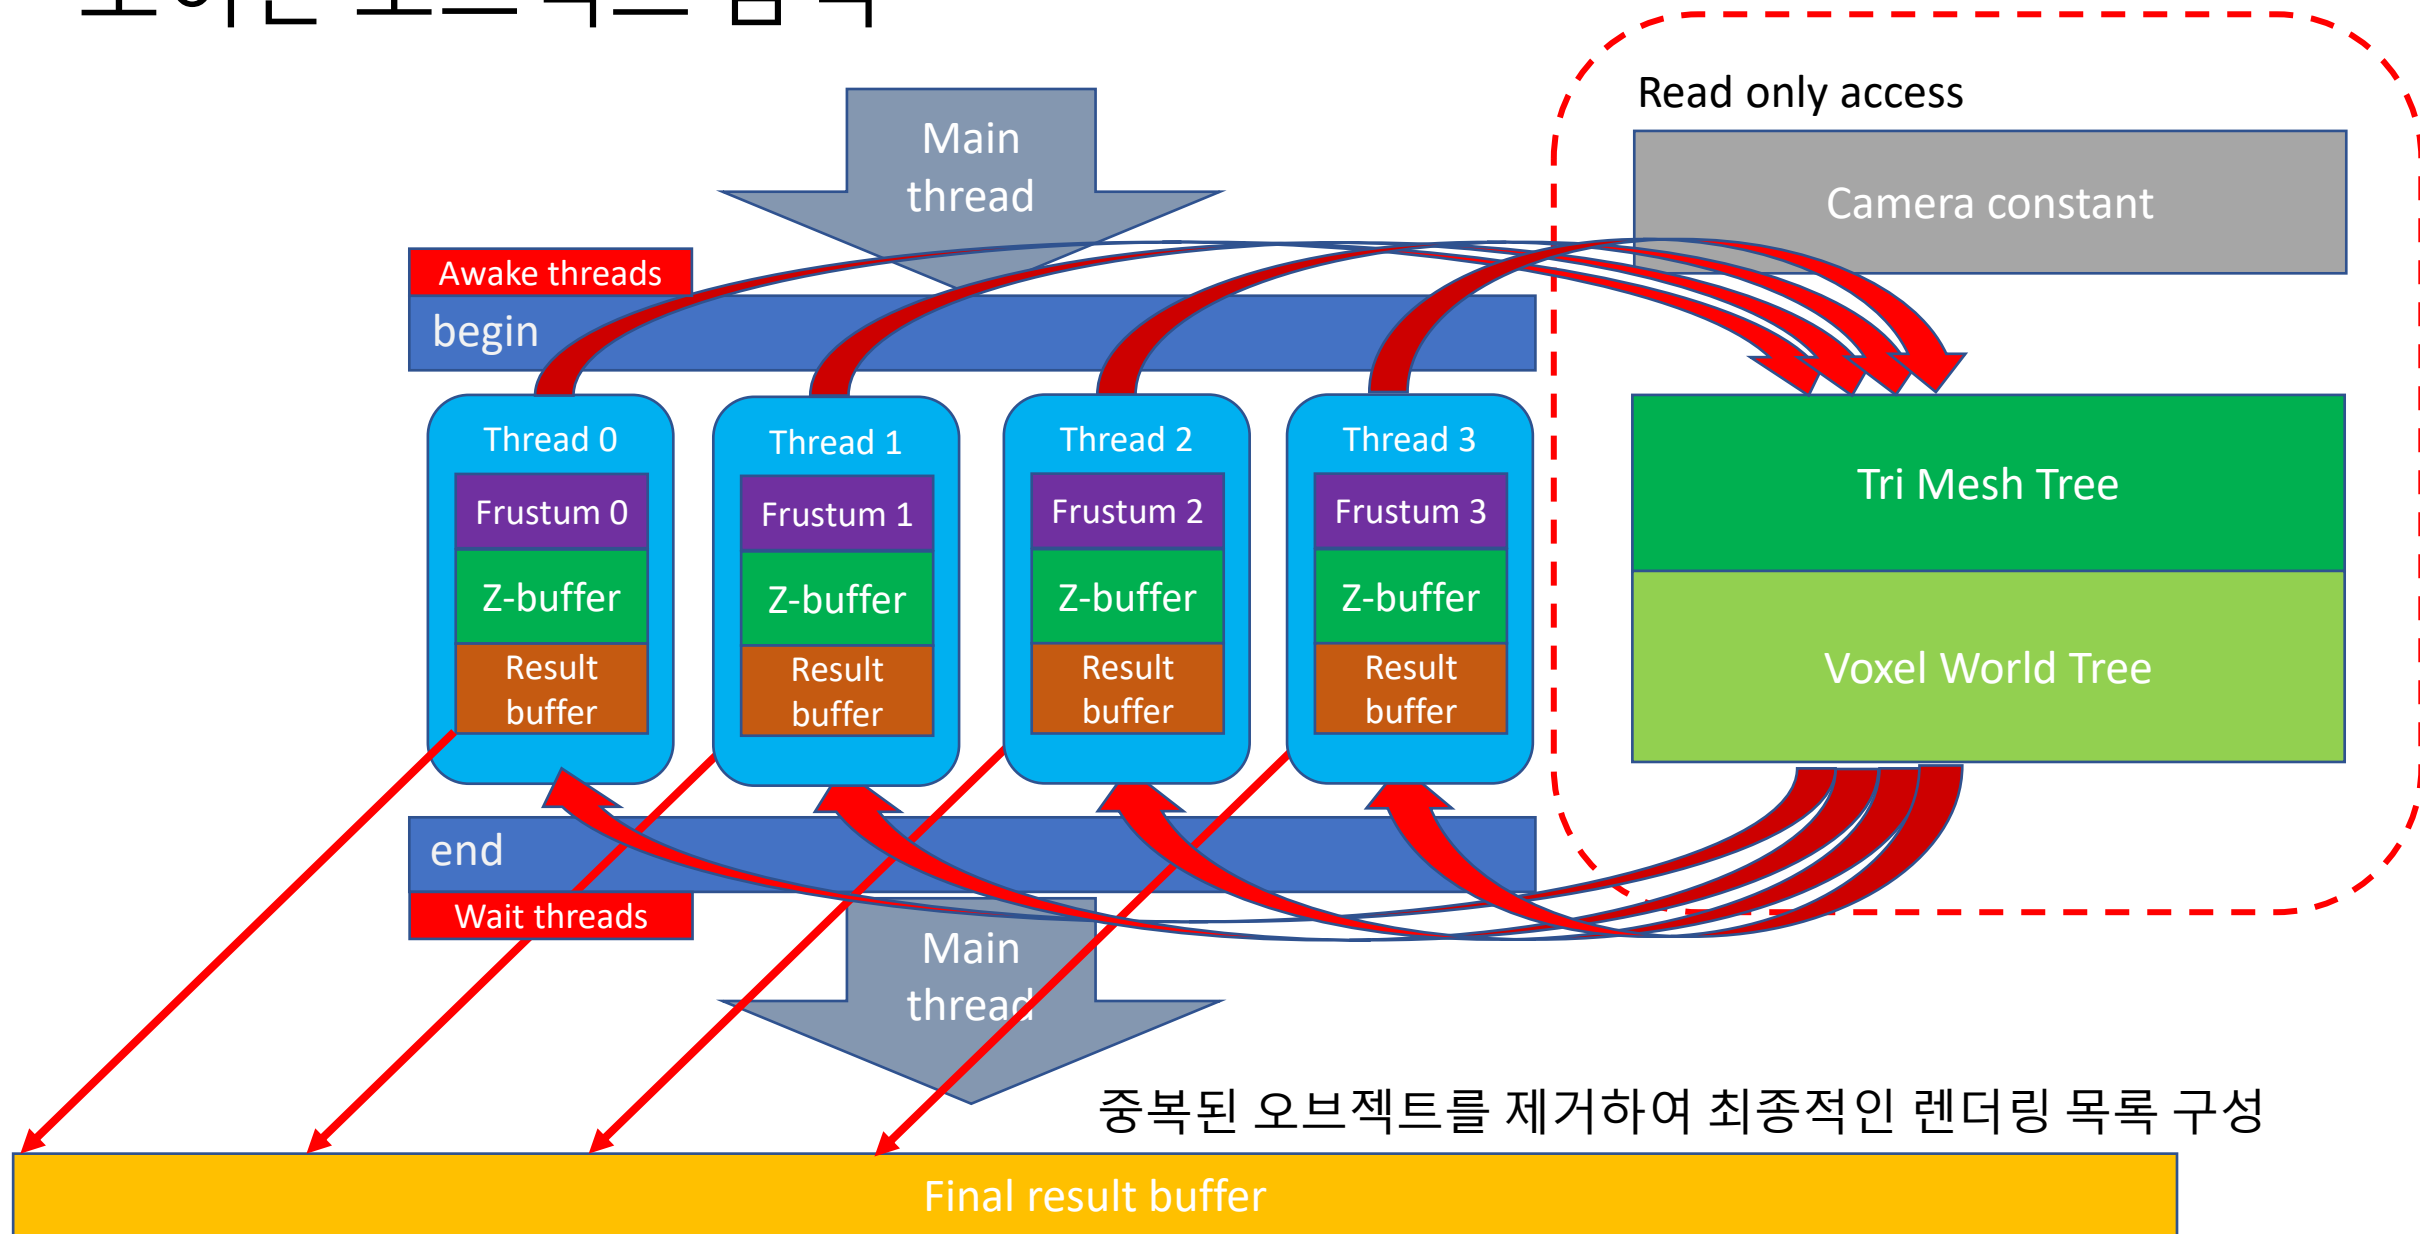 Read only access
Main
thread
Camera constant
Awake threads
begin
Thread 0
Thread 1
Thread 2
Thread 3
Frustum 0
Frustum 1
Frustum 2
Frustum 3
Z-buffer
Z-buffer
Z-buffer
Z-buffer
Result
buffer
Result
buffer
Result
buffer
Result
buffer
Tri Mesh Tree
Voxel World Tree
end
Wait threads
Main
thread
중복된 오브젝트를 제거하여 최종적인 렌더링 목록 구성
Final result buffer